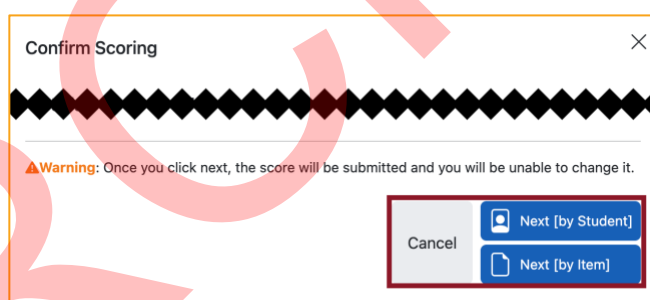 Confirm Scoring
Warning: Once you click next, the score will be submitted and you will be unable to change it.
Cancel
Next [by Student]
Next [by Item]